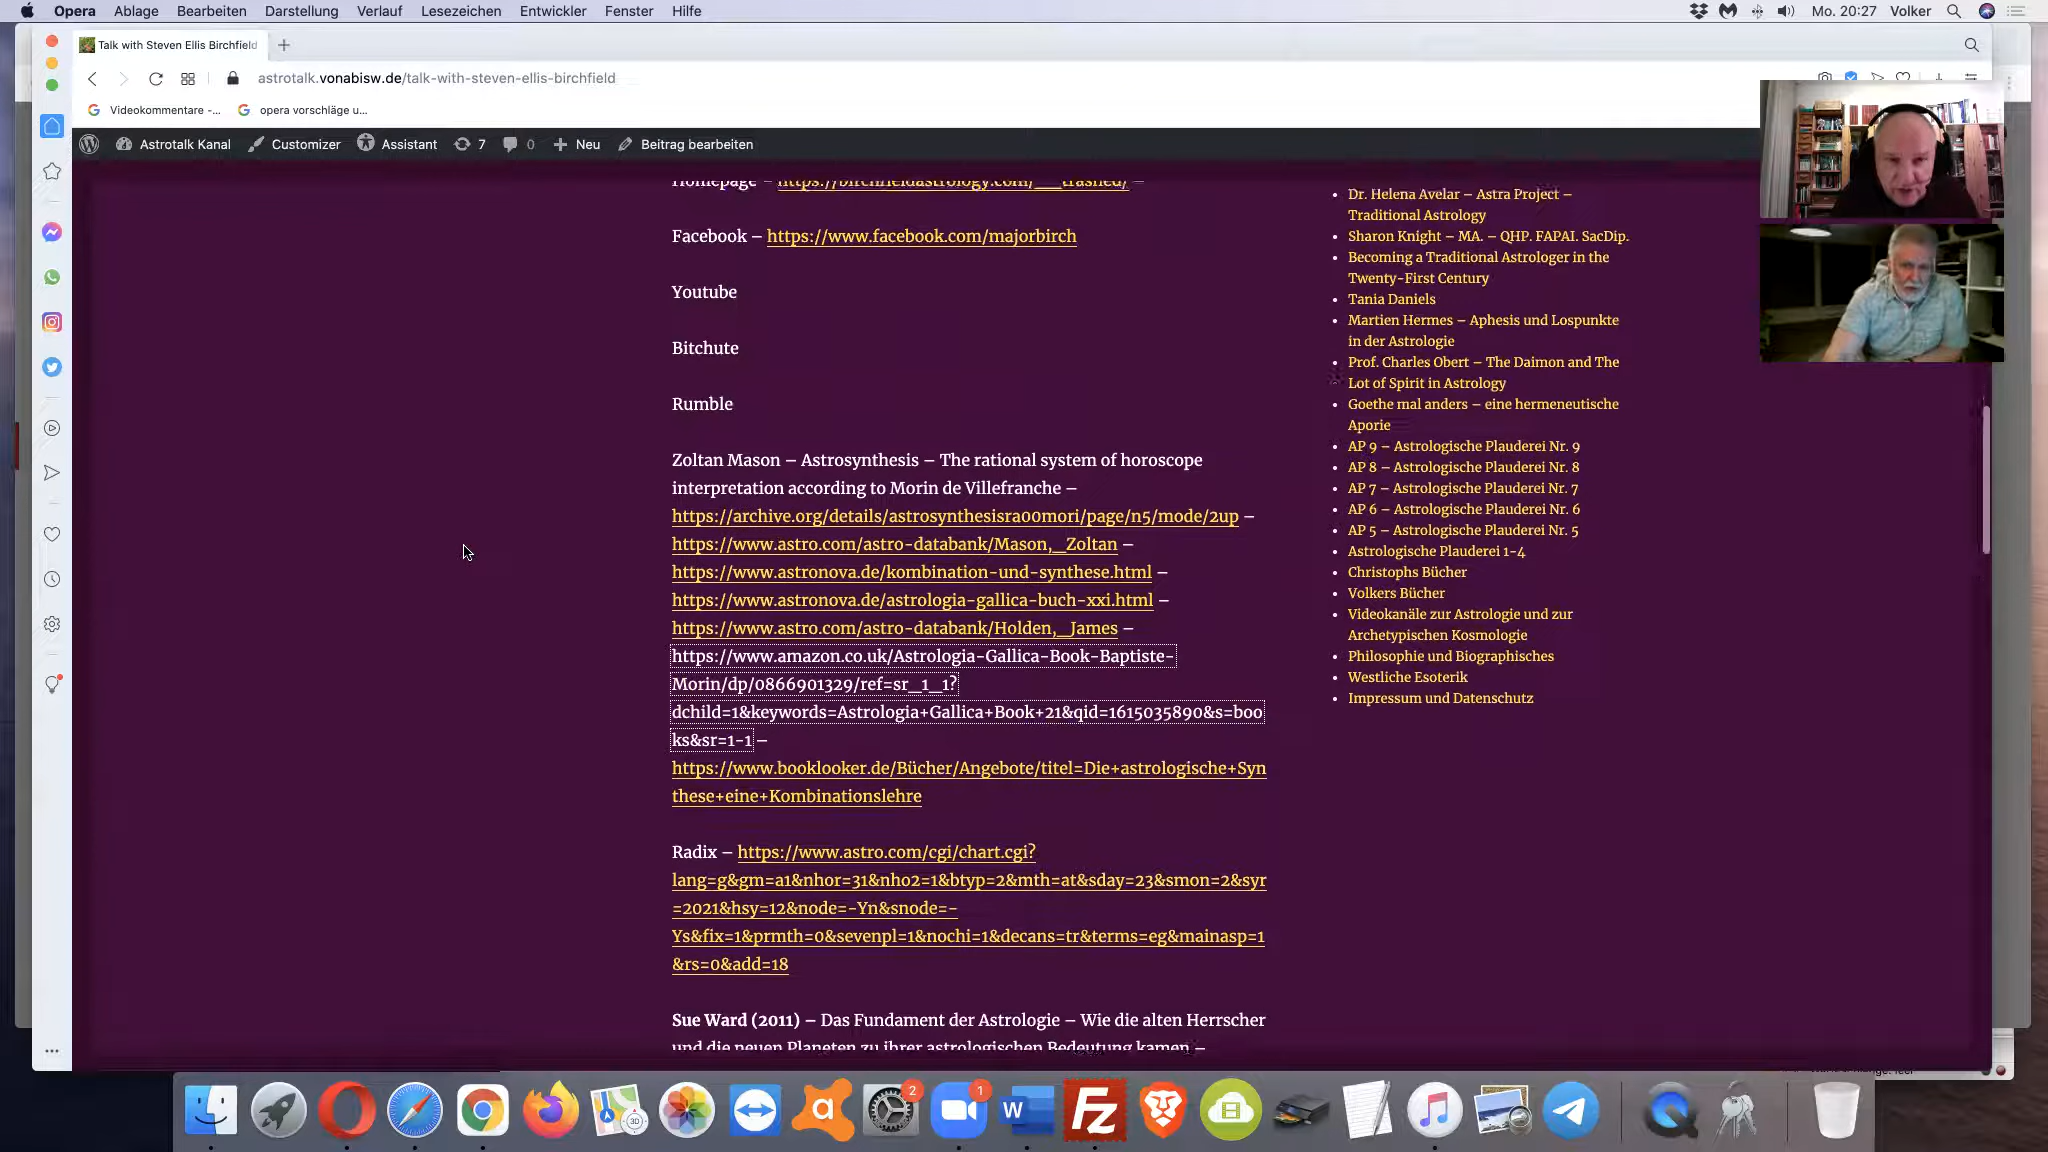 Opera Ablage Bearbeiten Darstellung Verlauf Lesezeichen Entwickler Fenster Hilfe Mo. 20:27 Volker
Talk with Steven Ellis Birchfield
astrotalk.vonabisw.de/talk-with-steven-ellis-birchfield
Videokommentare -... opera vorschläge u...
Astrotalk Kanal Customizer Assistant 7 0 Neu Beitrag bearbeiten
Homepage – https://birchfieldastrology.com/__trashed/ –
Facebook – https://www.facebook.com/majorbirch
Youtube
Bitchute
Rumble
Zoltan Mason – Astrosynthesis – The rational system of horoscope
interpretation according to Morin de Villefranche –
https://archive.org/details/astrosynthesisra00mori/page/n5/mode/2up –
https://www.astro.com/astro-databank/Mason,_Zoltan –
https://www.astronova.de/kombination-und-synthese.html –
https://www.astronova.de/astrologia-gallica-buch-xxi.html –
https://www.astro.com/astro-databank/Holden,_James –
https://www.amazon.co.uk/Astrologia-Gallica-Book-Baptiste-
Morin/dp/0866901329/ref=sr_1_1?
dchild=1&keywords=Astrologia+Gallica+Book+21&qid=1615035890&s=boo
ks&sr=1-1 –
https://www.booklooker.de/Bücher/Angebote/titel=Die+astrologische+Syn
these+eine+Kombinationslehre
Radix – https://www.astro.com/cgi/chart.cgi?
lang=g&gm=a1&nhor=31&nho2=1&btyp=2&mth=at&sday=23&smon=2&syr
=2021&hsy=12&node=-Yn&snode=-
Ys&fix=1&prmth=0&sevenpl=1&nochi=1&decans=tr&terms=eg&mainasp=1
&rs=0&add=18
Sue Ward (2011) – Das Fundament der Astrologie – Wie die alten Herrscher
und die neuen Planeten zu ihrer astrologischen Bedeutung kamen –
Dr. Helena Avelar – Astra Project –
Traditional Astrology
Sharon Knight – MA. – QHP. FAPAI. SacDip.
Becoming a Traditional Astrologer in the
Twenty-First Century
Tania Daniels
Martien Hermes – Aphesis und Lospunkte
in der Astrologie
Prof. Charles Obert – The Daimon and The
Lot of Spirit in Astrology
Goethe mal anders – eine hermeneutische
Aporie
AP 9 – Astrologische Plauderei Nr. 9
AP 8 – Astrologische Plauderei Nr. 8
AP 7 – Astrologische Plauderei Nr. 7
AP 6 – Astrologische Plauderei Nr. 6
AP 5 – Astrologische Plauderei Nr. 5
Astrologische Plauderei 1-4
Christophs Bücher
Volkers Bücher
Videokanäle zur Astrologie und zur
Archetypischen Kosmologie
Philosophie und Biographisches
Westliche Esoterik
Impressum und Datenschutz
2 1